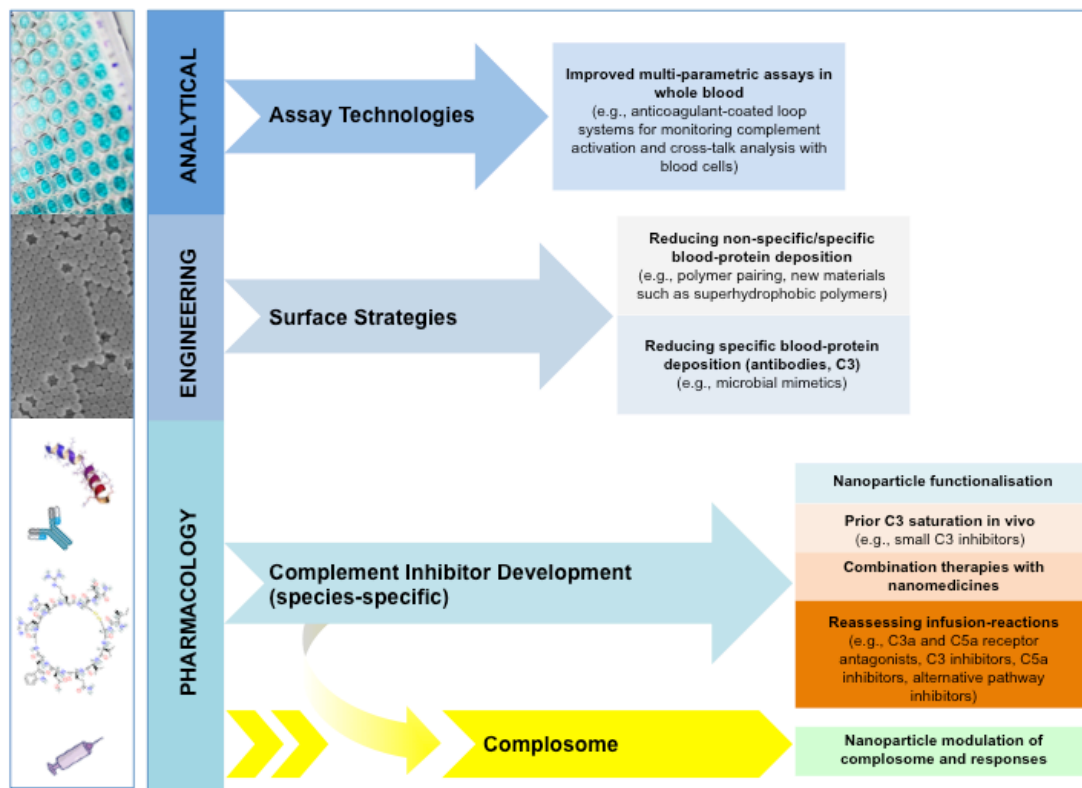 ANALYTICAL
Assay Technologies
Improved multi-parametric assays in
whole blood
(e.g., anticoagulant-coated loop
systems for monitoring complement
activation and cross-talk analysis with
blood cells)
ENGINEERING
Surface Strategies
Reducing non-specific/specific
blood-protein deposition
(e.g., polymer pairing, new materials
such as superhydrophobic polymers)
Reducing specific blood-protein
deposition (antibodies, C3)
(e.g., microbial mimetics)
PHARMACOLOGY
Complement Inhibitor Development
(species-specific)
Nanoparticle functionalisation
Prior C3 saturation in vivo
(e.g., small C3 inhibitors)
Combination therapies with
nanomedicines
Reassessing infusion-reactions
(e.g., C3a and C5a receptor
antagonists, C3 inhibitors, C5a
inhibitors, alternative pathway
inhibitors)
Complosome
Nanoparticle modulation of
complosome and responses